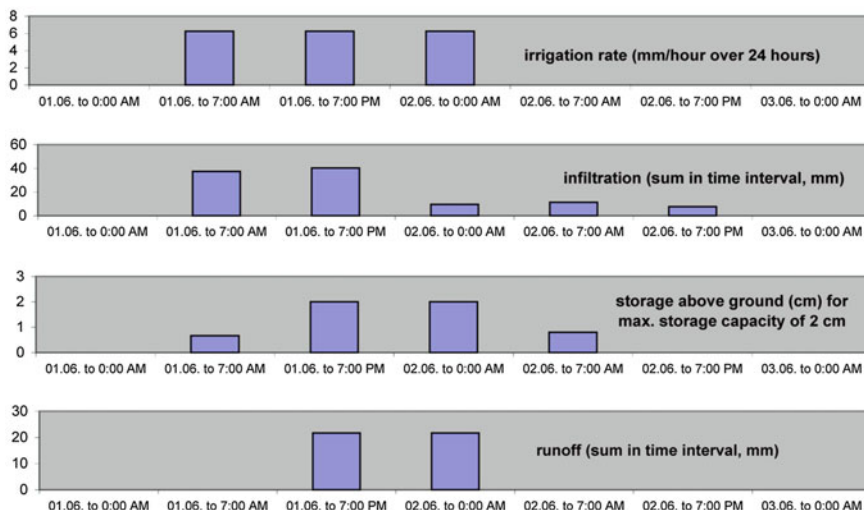 8
6
4
2
0
irrigation rate (mm/hour over 24 hours)
01.06. to 0:00 AM 01.06. to 7:00 AM 01.06. to 7:00 PM 02.06. to 0:00 AM 02.06. to 7:00 AM 02.06. to 7:00 PM 03.06. to 0:00 AM
60
40
20
0
infiltration (sum in time interval, mm)
01.06. to 0:00 AM 01.06. to 7:00 AM 01.06. to 7:00 PM 02.06. to 0:00 AM 02.06. to 7:00 AM 02.06. to 7:00 PM 03.06. to 0:00 AM
3
2
1
0
storage above ground (cm) for
max. storage capacity of 2 cm
01.06. to 0:00 AM 01.06. to 7:00 AM 01.06. to 7:00 PM 02.06. to 0:00 AM 02.06. to 7:00 AM 02.06. to 7:00 PM 03.06. to 0:00 AM
30
20
10
0
runoff (sum in time interval, mm)
01.06. to 0:00 AM 01.06. to 7:00 AM 01.06. to 7:00 PM 02.06. to 0:00 AM 02.06. to 7:00 AM 02.06. to 7:00 PM 03.06. to 0:00 AM